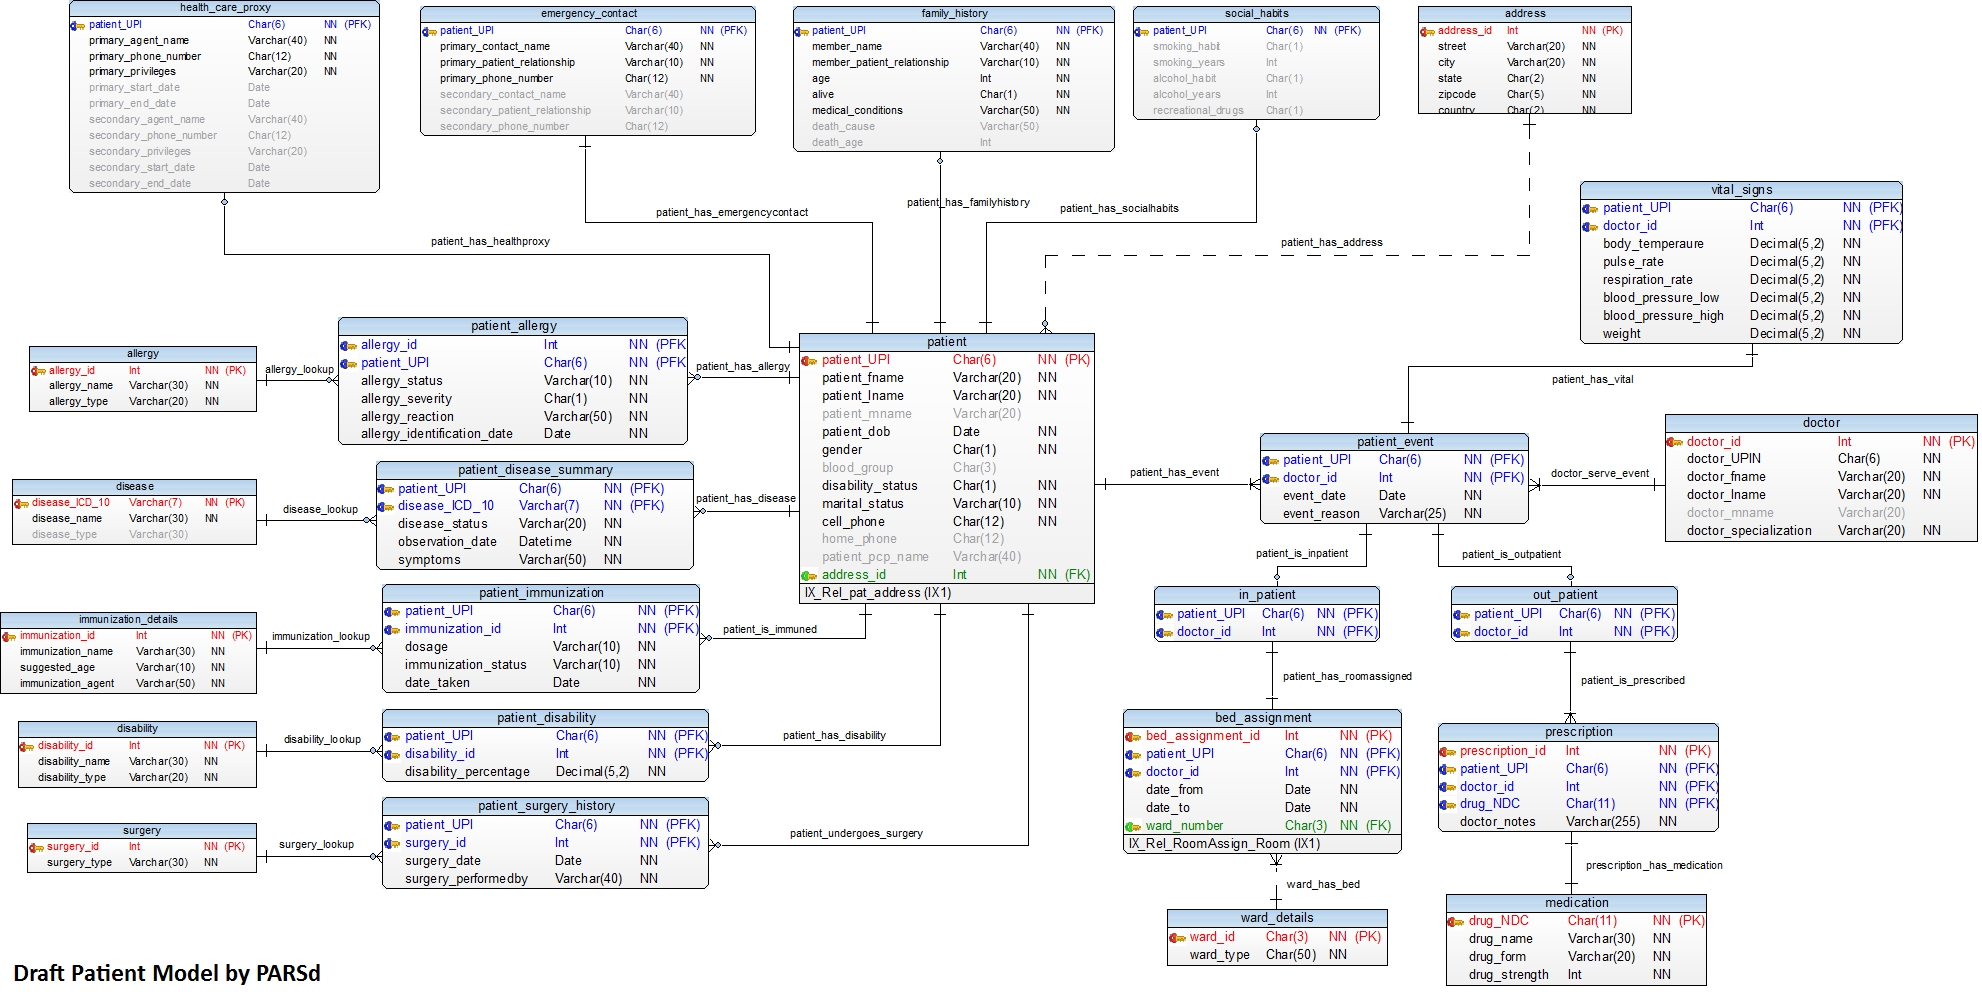 health_care_proxy
patient_UPI Char(6) NN (PFK)
primary_agent_name Varchar(40) NN
primary_phone_number Char(12) NN
primary_privileges Varchar(20) NN
primary_start_date Date
primary_end_date Date
secondary_agent_name Varchar(40)
secondary_phone_number Char(12)
secondary_privileges Varchar(20)
secondary_start_date Date
secondary_end_date Date
emergency_contact
patient_UPI Char(6) NN (PFK)
primary_contact_name Varchar(40) NN
primary_patient_relationship Varchar(10) NN
primary_phone_number Char(12) NN
secondary_contact_name Varchar(40)
secondary_patient_relationship Varchar(10)
secondary_phone_number Char(12)
family_history
patient_UPI Char(6) NN (PFK)
member_name Varchar(40) NN
member_patient_relationship Varchar(10) NN
age Int NN
alive Char(1) NN
medical_conditions Varchar(50) NN
death_cause Varchar(50)
death_age Int
social_habits
patient_UPI Char(6) NN (PFK)
smoking_habit Char(1)
smoking_years Int
alcohol_habit Char(1)
alcohol_years Int
recreational_drugs Char(1)
address
address_id Int NN (PK)
street Varchar(20) NN
city Varchar(20) NN
state Char(2) NN
zipcode Char(5) NN
country Char(2) NN
patient_has_healthproxy
patient_has_emergencycontact
patient_has_familyhistory
patient_has_socialhabits
patient_has_address
vital_signs
patient_UPI Char(6) NN (PFK)
doctor_id Int NN (PFK)
body_temperaure Decimal(5,2) NN
pulse_rate Decimal(5,2) NN
respiration_rate Decimal(5,2) NN
blood_pressure_low Decimal(5,2) NN
blood_pressure_high Decimal(5,2) NN
weight Decimal(5,2) NN
patient_has_vital
allergy
allergy_id Int NN (PK)
allergy_name Varchar(30) NN
allergy_type Varchar(20) NN
allergy_lookup
patient_allergy
allergy_id Int NN (PFK
patient_UPI Char(6) NN (PFK
allergy_status Varchar(10) NN
allergy_severity Char(1) NN
allergy_reaction Varchar(50) NN
allergy_identification_date Date NN
patient_has_allergy
patient
patient_UPI Char(6) NN (PK)
patient_fname Varchar(20) NN
patient_lname Varchar(20) NN
patient_mname Varchar(20)
patient_dob Date NN
gender Char(1) NN
blood_group Char(3)
disability_status Char(1) NN
marital_status Varchar(10) NN
cell_phone Char(12) NN
home_phone Char(12)
patient_pcp_name Varchar(40)
address_id Int NN (FK)
IX_Rel_pat_address (IX1)
patient_has_event
patient_event
patient_UPI Char(6) NN (PFK)
doctor_id Int NN (PFK)
event_date Date NN
event_reason Varchar(25) NN
doctor_serve_event
doctor
doctor_id Int NN (PK)
doctor_UPIN Char(6) NN
doctor_fname Varchar(20) NN
doctor_lname Varchar(20) NN
doctor_mname Varchar(20)
doctor_specialization Varchar(20) NN
disease
disease_ICD_10 Varchar(7) NN (PK)
disease_name Varchar(30) NN
disease_type Varchar(30)
disease_lookup
patient_disease_summary
patient_UPI Char(6) NN (PFK)
disease_ICD_10 Varchar(7) NN (PFK)
disease_status Varchar(20) NN
observation_date Datetime NN
symptoms Varchar(50) NN
patient_has_disease
patient_is_inpatient
patient_is_outpatient
immunization_details
immunization_id Int NN (PK)
immunization_name Varchar(30) NN
suggested_age Varchar(10) NN
immunization_agent Varchar(50) NN
immunization_lookup
patient_immunization
patient_UPI Char(6) NN (PFK)
immunization_id Int NN (PFK)
dosage Varchar(10) NN
immunization_status Varchar(10) NN
date_taken Date NN
patient_is_immuned
in_patient
patient_UPI Char(6) NN (PFK)
doctor_id Int NN (PFK)
out_patient
patient_UPI Char(6) NN (PFK)
doctor_id Int NN (PFK)
patient_has_roomassigned
patient_is_prescribed
disability
disability_id Int NN (PK)
disability_name Varchar(30) NN
disability_type Varchar(20) NN
disability_lookup
patient_disability
patient_UPI Char(6) NN (PFK)
disability_id Int NN (PFK)
disability_percentage Decimal(5,2) NN
patient_has_disability
bed_assignment
bed_assignment_id Int NN (PK)
patient_UPI Char(6) NN (PFK)
doctor_id Int NN (PFK)
date_from Date NN
date_to Date NN
ward_number Char(3) NN (FK)
IX_Rel_RoomAssign_Room (IX1)
prescription
prescription_id Int NN (PK)
patient_UPI Char(6) NN (PFK)
doctor_id Int NN (PFK)
drug_NDC Char(11) NN (PFK)
doctor_notes Varchar(255) NN
surgery
surgery_id Int NN (PK)
surgery_type Varchar(30) NN
surgery_lookup
patient_surgery_history
patient_UPI Char(6) NN (PFK)
surgery_id Int NN (PFK)
surgery_date Date NN
surgery_performedby Varchar(40) NN
patient_undergoes_surgery
ward_has_bed
prescription_has_medication
ward_details
ward_id Char(3) NN (PK)
ward_type Char(50) NN
medication
drug_NDC Char(11) NN (PK)
drug_name Varchar(30) NN
drug_form Varchar(20) NN
drug_strength Int NN
Draft Patient Model by PARSd